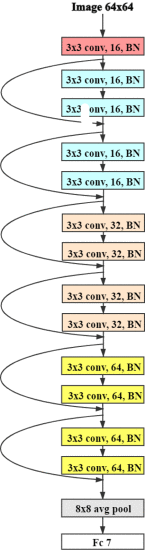 Image 64x64
3x3 conv, 16, BN
3x3 conv, 16, BN
3x3 conv, 16, BN
3x3 conv, 16, BN
3x3 conv, 16, BN
3x3 conv, 32, BN
3x3 conv, 32, BN
3x3 conv, 32, BN
3x3 conv, 32, BN
3x3 conv, 64, BN
3x3 conv, 64, BN
3x3 conv, 64, BN
3x3 conv, 64, BN
8x8 avg pool
Fc 7